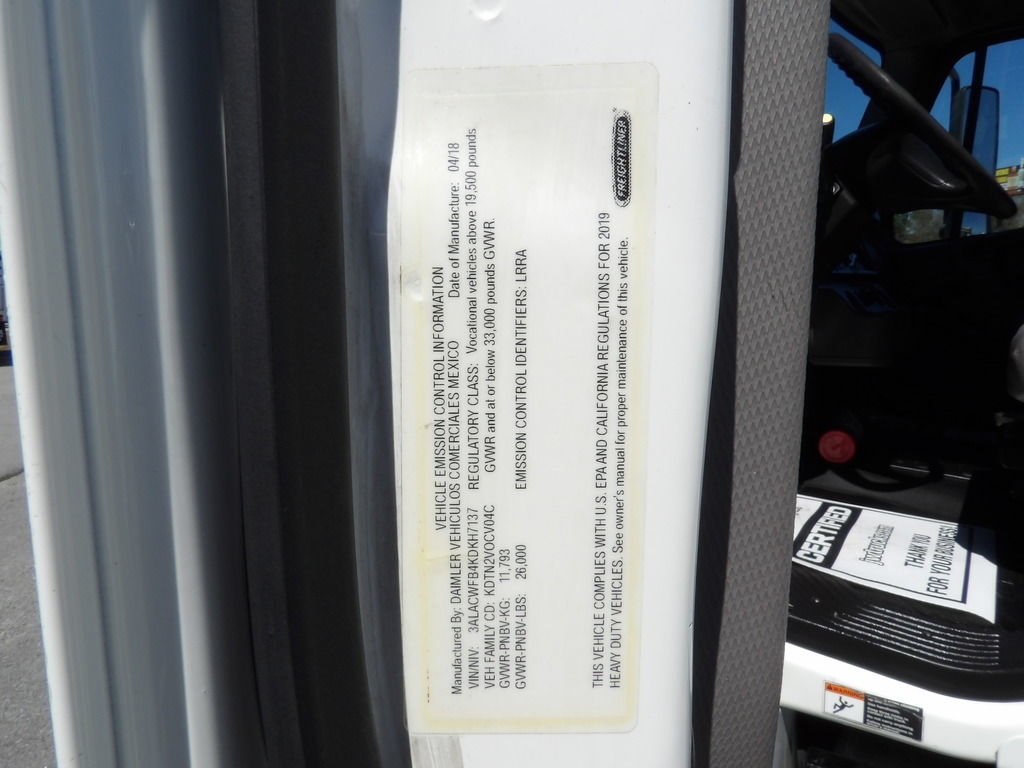 VEHICLE EMISSION CONTROL INFORMATION
Manufactured By: DAIMLER VEHICULOS COMERCIALES MEXICO Date of Manufacture: 04/18
VIN/NIV: 3ALACWFB4KDKH7137 REGULATORY CLASS: Vocational vehicles above 19,500 pounds
VEH FAMILY CD: KDTN2VOCV04C GVWR and at or below 33,000 pounds GVWR.
GVWR-PNBV-KG: 11,793
GVWR-PNBV-LBS: 26,000 EMISSION CONTROL IDENTIFIERS: LRRA
THIS VEHICLE COMPLIES WITH U.S. EPA AND CALIFORNIA REGULATIONS FOR 2019
HEAVY DUTY VEHICLES. See owner's manual for proper maintenance of this vehicle.
FREIGHTLINER
CERTIFIED
THANK YOU
FOR YOUR BUSINESS!
WARNING